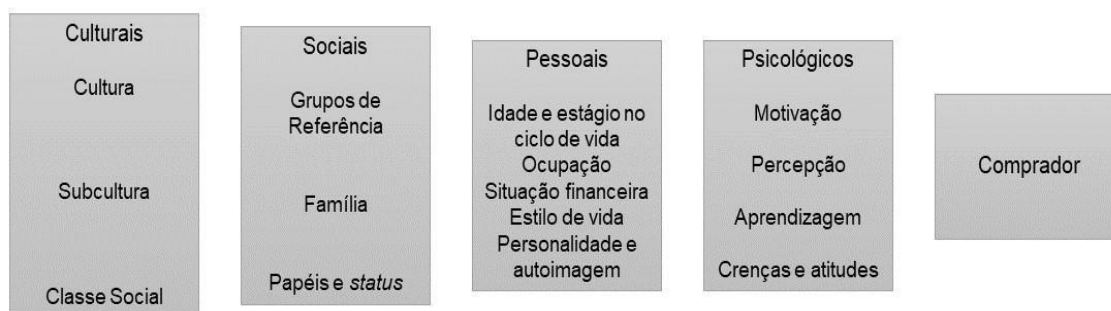 Culturais
Cultura
Subcultura
Classe Social
Sociais
Grupos de
Referência
Família
Papéis e status
Pessoais
Idade e estágio no
ciclo de vida
Ocupação
Situação financeira
Estilo de vida
Personalidade e
autoimagem
Psicológicos
Motivação
Percepção
Aprendizagem
Crenças e atitudes
Comprador